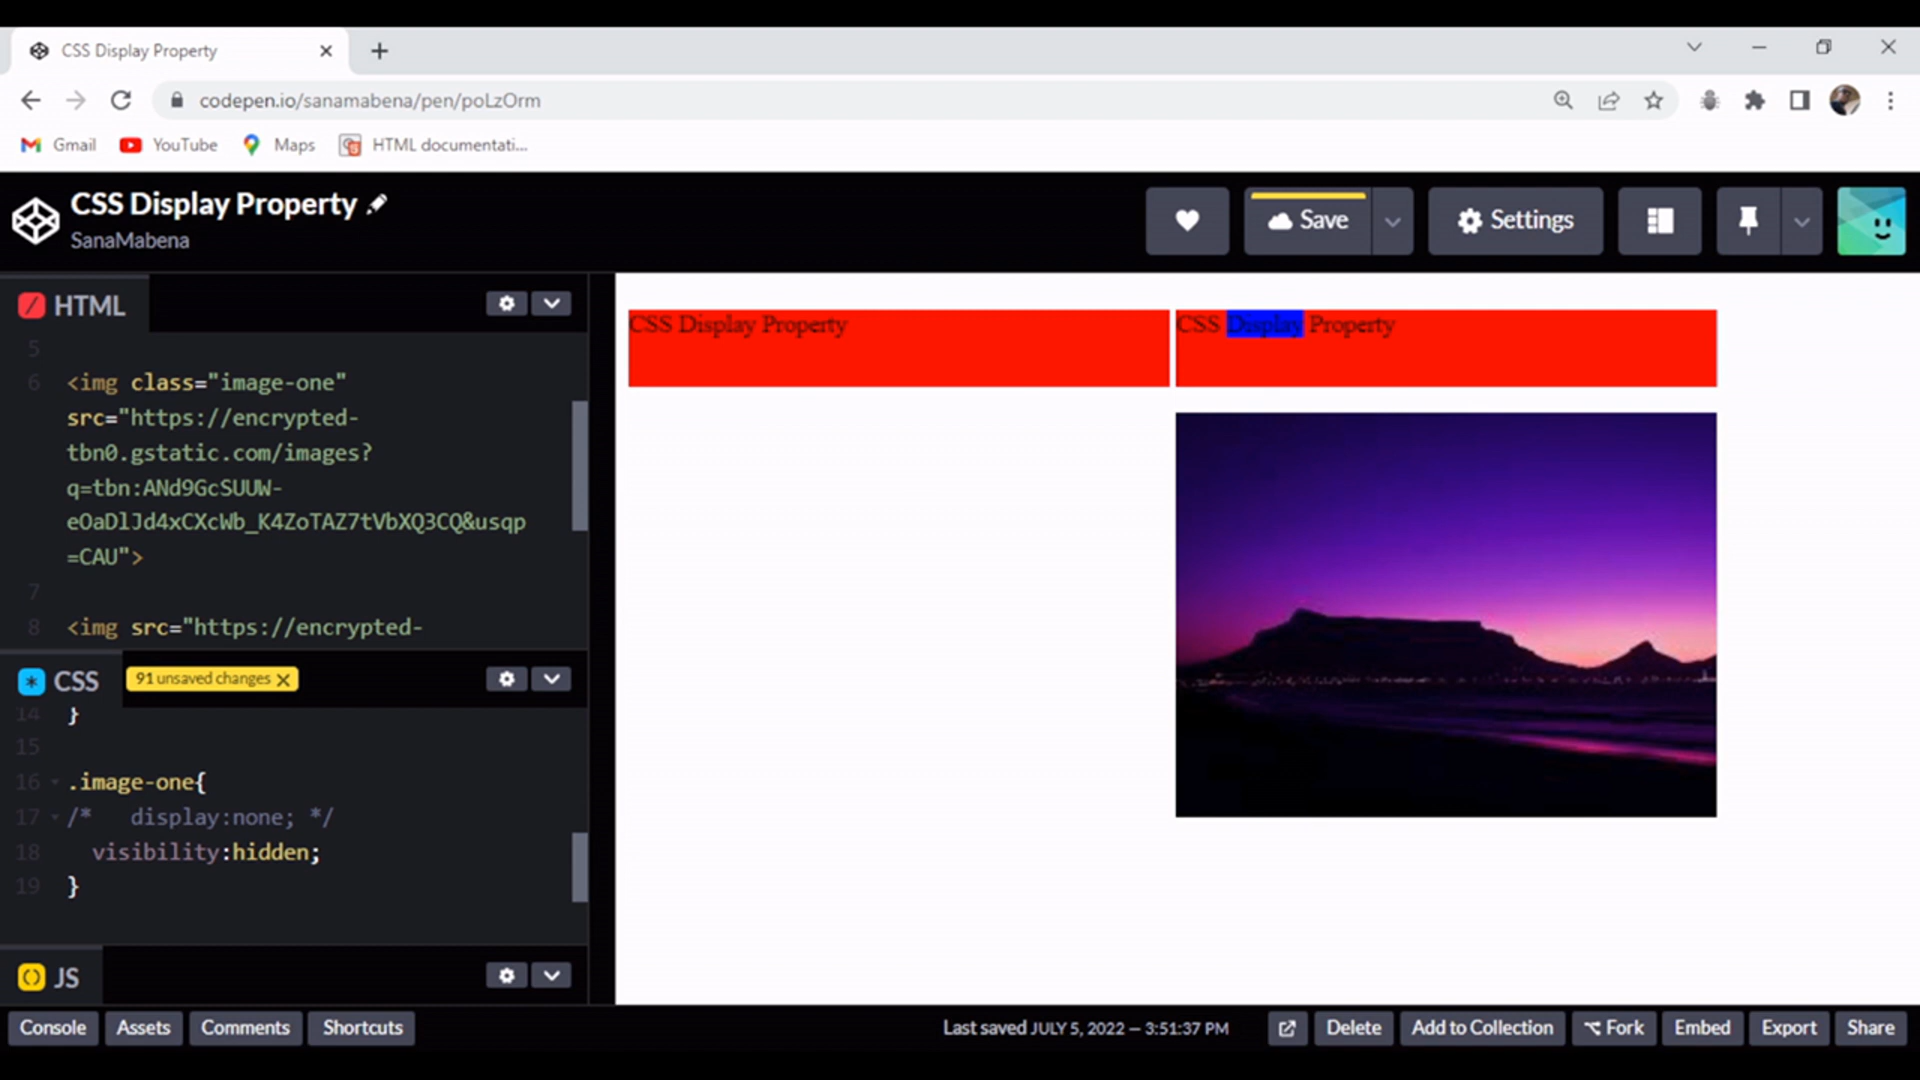 CSS Display Property
codepen.io/sanamabena/pen/poLzOrm
Gmail YouTube Maps HTML documentati...
CSS Display Property
SanaMabena
Save Settings
HTML
5
6 <img class="image-one"
src="https://encrypted-
tbn0.gstatic.com/images?
q=tbn:ANd9GcSUUW-
eOaDlJd4xCXcWb_K4ZoTAZ7tVbXQ3CQ&usqp
=CAU">
7
8 <img src="https://encrypted-
CSS 91 unsaved changes
14 }
15
16 .image-one{
17 /* display:none; */
18 visibility:hidden;
19 }
JS
CSS Display Property CSS Display Property
Console Assets Comments Shortcuts Last saved JULY 5, 2022 — 3:51:37 PM Delete Add to Collection Fork Embed Export Share